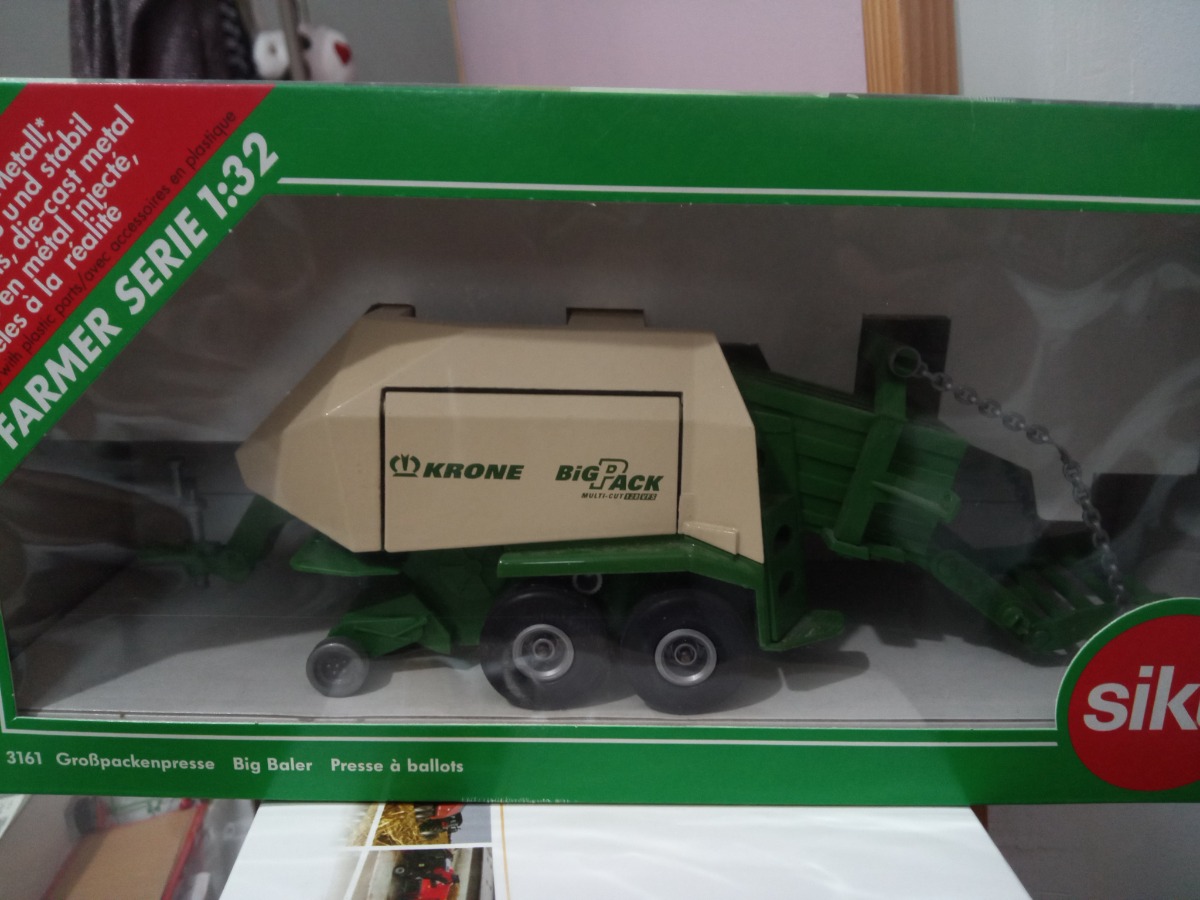 Metall*,
und stabil
die-cast metal
en métal injecté,
à la réalité
with plastic parts/avec accessoires en plastique
FARMER SERIE 1:32
KRONE
BiG PACK
MULTI-CUT
3161 Großpackenpresse Big Baler Presse à ballots
sik